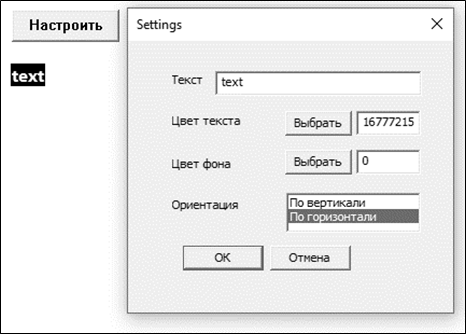 Настроить
text
Settings
Текст text
Цвет текста Выбрать 16777215
Цвет фона Выбрать 0
Ориентация По вертикали
По горизонтали
OK Отмена